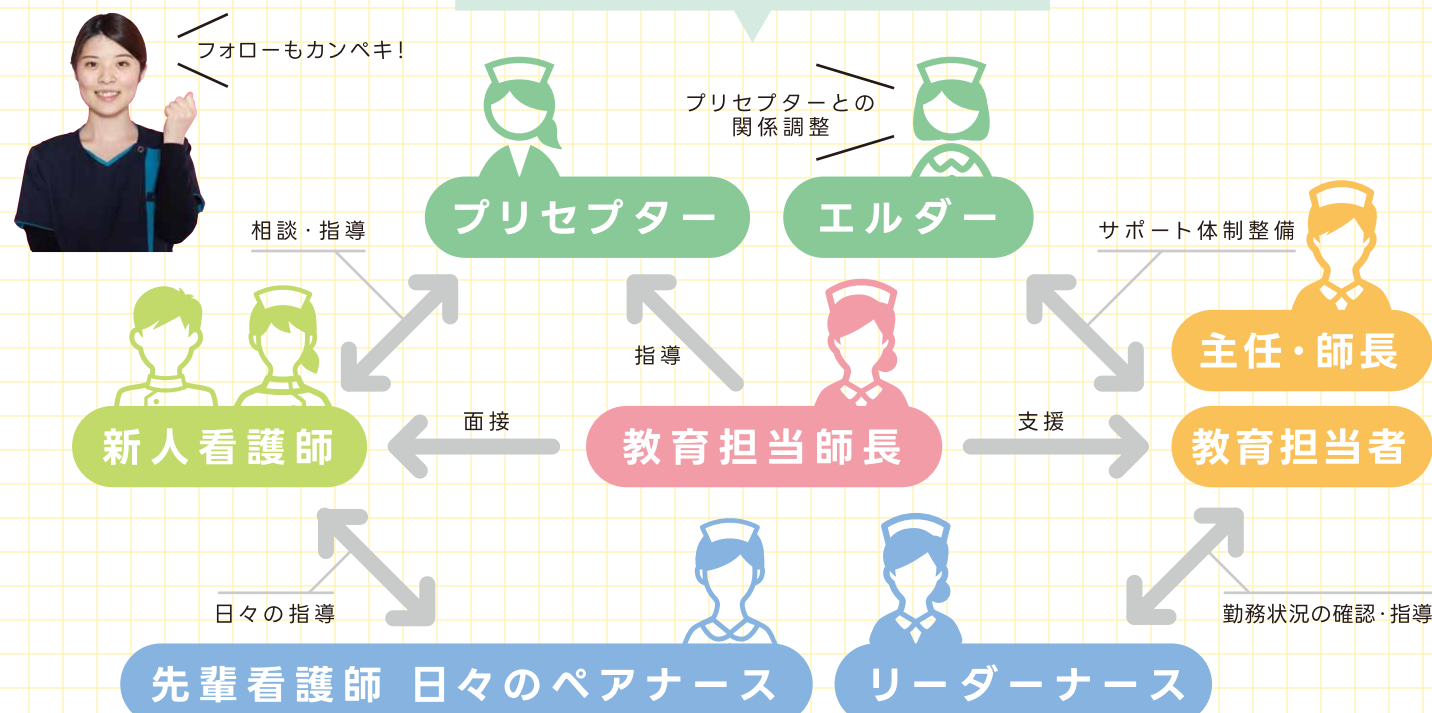 フォローもカンペキ!
プリセプターとの
関係調整
プリセプター
エルダー
相談・指導
サポート体制整備
主任・師長
指導
面接
支援
新人看護師
教育担当師長
教育担当者
日々の指導
勤務状況の確認・指導
先輩看護師 日々のペアナース
リーダーナース